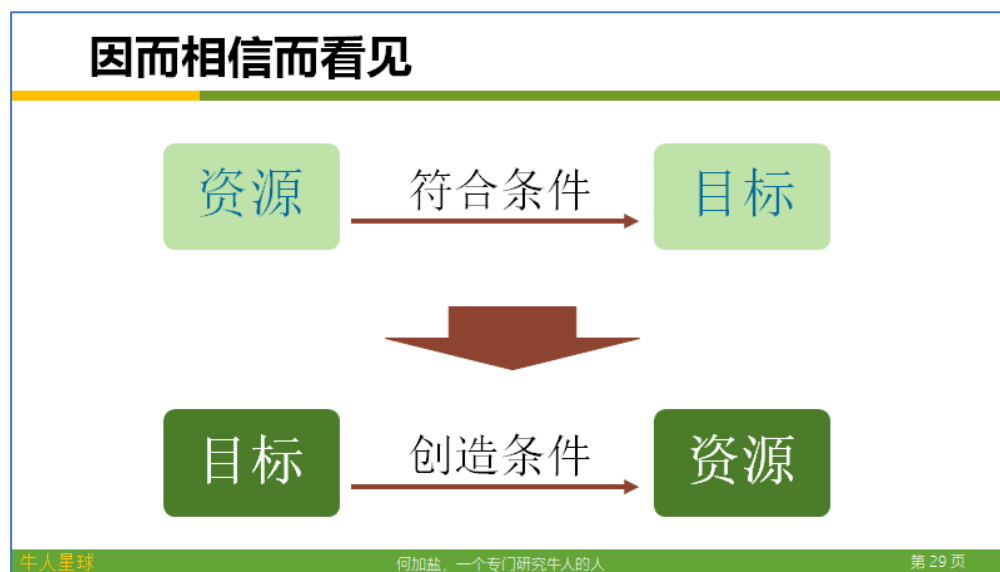 因而相信而看见
资源 符合条件 目标
目标 创造条件 资源
牛人星球 何加盐，一个专门研究牛人的人 第 29 页